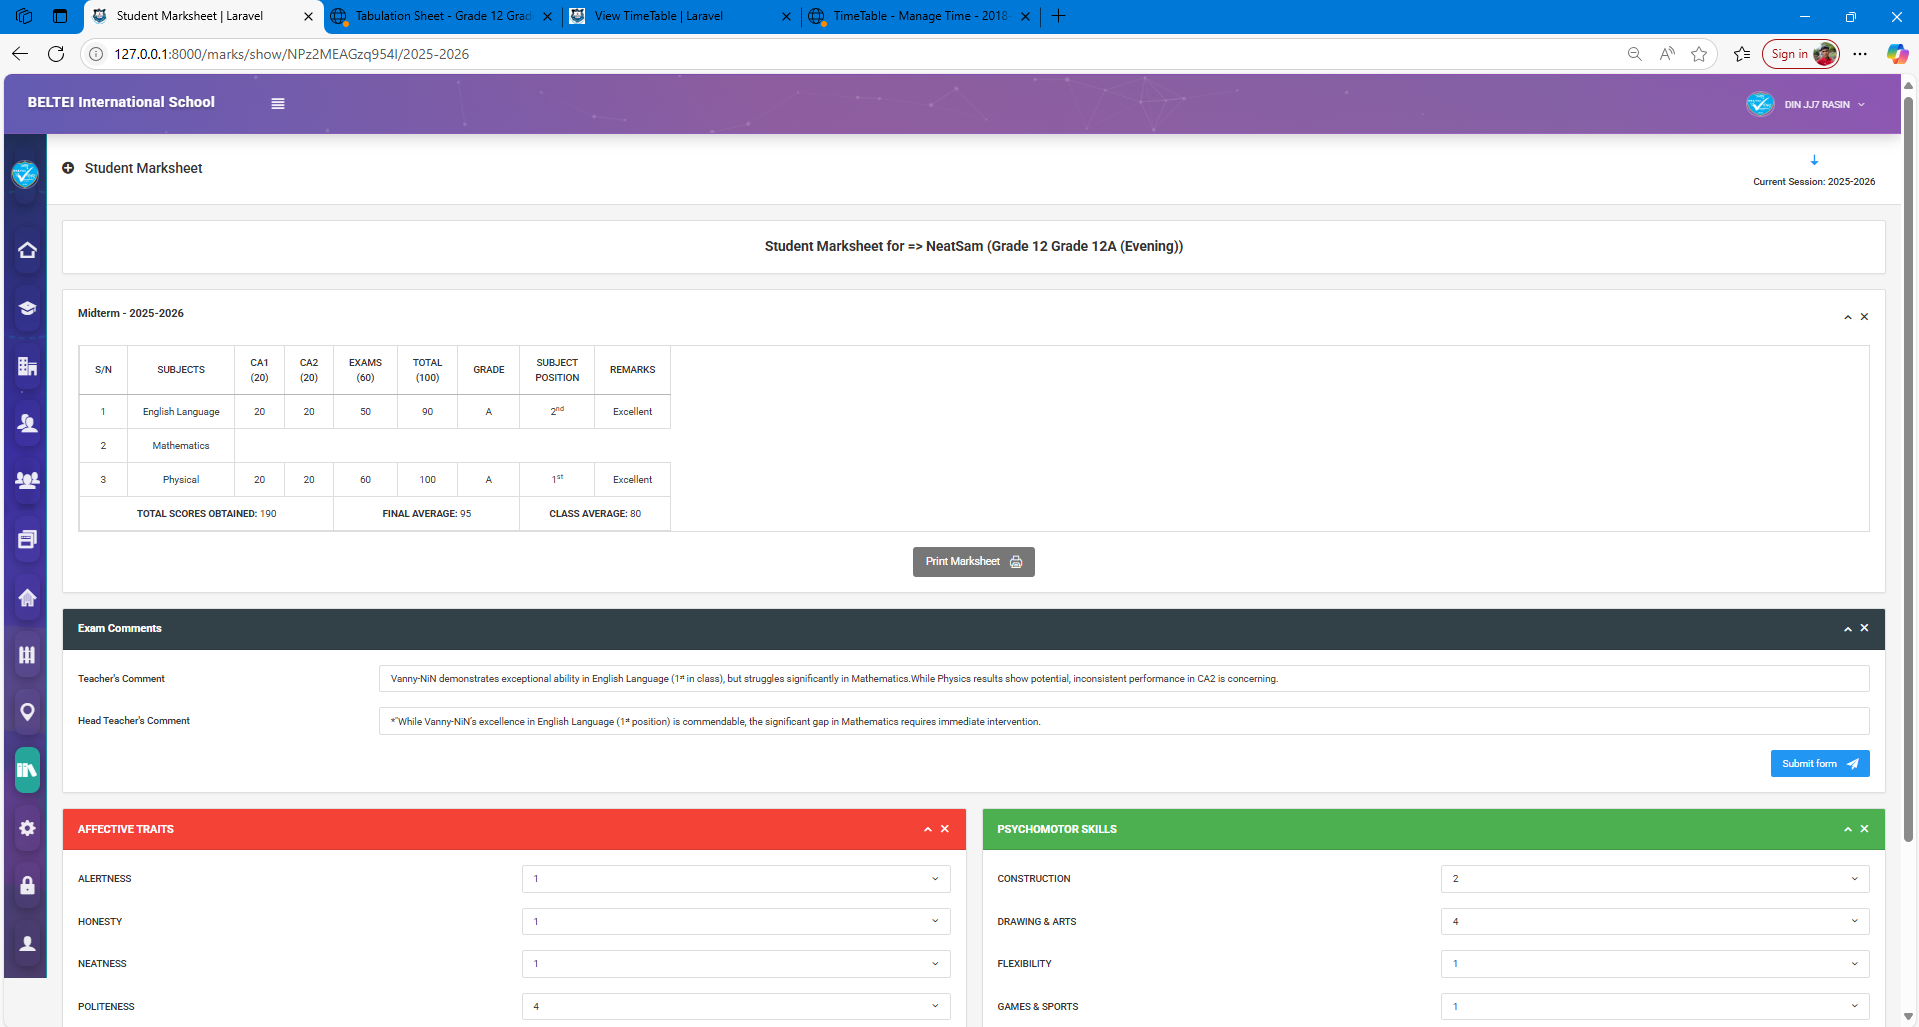 Student Marksheet | Laravel
Tabulation Sheet - Grade 12 Grad
View TimeTable | Laravel
TimeTable - Manage Time - 2018-
127.0.0.1:8000/marks/show/NPz2MEAGzq954l/2025-2026
Sign in
BELTEI International School
DIN JJ7 RASIN
Student Marksheet
Current Session: 2025-2026
Student Marksheet for => NeatSam (Grade 12 Grade 12A (Evening))
Midterm - 2025-2026
S/N SUBJECTS CA1 (20) CA2 (20) EXAMS (60) TOTAL (100) GRADE SUBJECT POSITION REMARKS
1 English Language 20 20 50 90 A 2nd Excellent
2 Mathematics
3 Physical 20 20 60 100 A 1st Excellent
TOTAL SCORES OBTAINED: 190 FINAL AVERAGE: 95 CLASS AVERAGE: 80
Print Marksheet
Exam Comments
Teacher's Comment Vanny-NiN demonstrates exceptional ability in English Language (1ˢᵗ in class), but struggles significantly in Mathematics.While Physics results show potential, inconsistent performance in CA2 is concerning.
Head Teacher's Comment *"While Vanny-NiN's excellence in English Language (1ˢᵗ position) is commendable, the significant gap in Mathematics requires immediate intervention.
Submit form
AFFECTIVE TRAITS
ALERTNESS 1
HONESTY 1
NEATNESS 1
POLITENESS 4
PSYCHOMOTOR SKILLS
CONSTRUCTION 2
DRAWING & ARTS 4
FLEXIBILITY 1
GAMES & SPORTS 1